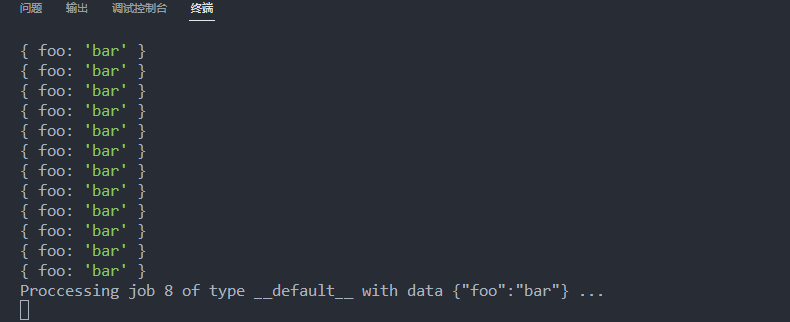 问题 输出 调试控制台 终端
{ foo: 'bar' }
{ foo: 'bar' }
{ foo: 'bar' }
{ foo: 'bar' }
{ foo: 'bar' }
{ foo: 'bar' }
{ foo: 'bar' }
{ foo: 'bar' }
{ foo: 'bar' }
{ foo: 'bar' }
{ foo: 'bar' }
{ foo: 'bar' }
Proccessing job 8 of type __default__ with data {"foo":"bar"} ...